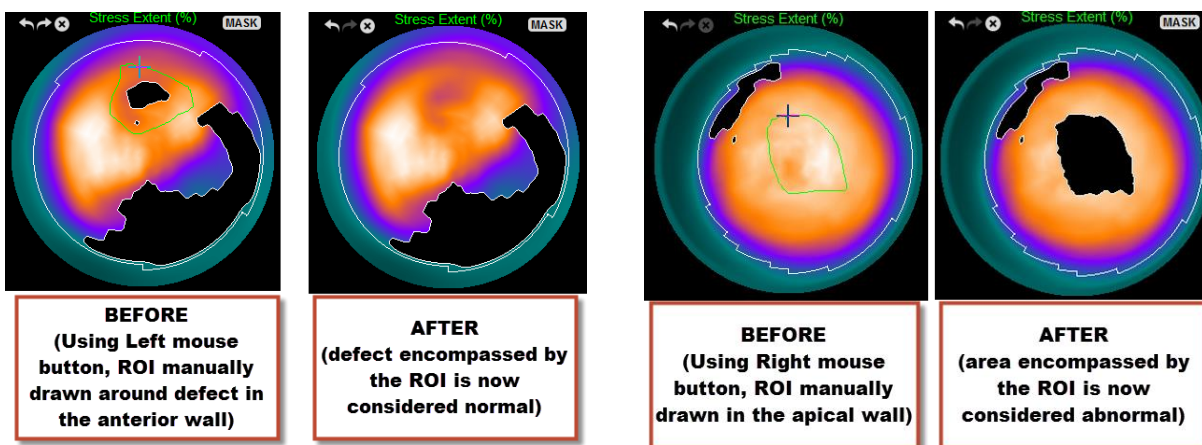 Stress Extent (%)
MASK
Stress Extent (%)
MASK
Stress Extent (%)
MASK
Stress Extent (%)
MASK
BEFORE
(Using Left mouse
button, ROI manually
drawn around defect in
the anterior wall)
AFTER
(defect encompassed by
the ROI is now
considered normal)
BEFORE
(Using Right mouse
button, ROI manually
drawn in the apical wall)
AFTER
(area encompassed by
the ROI is now
considered abnormal)